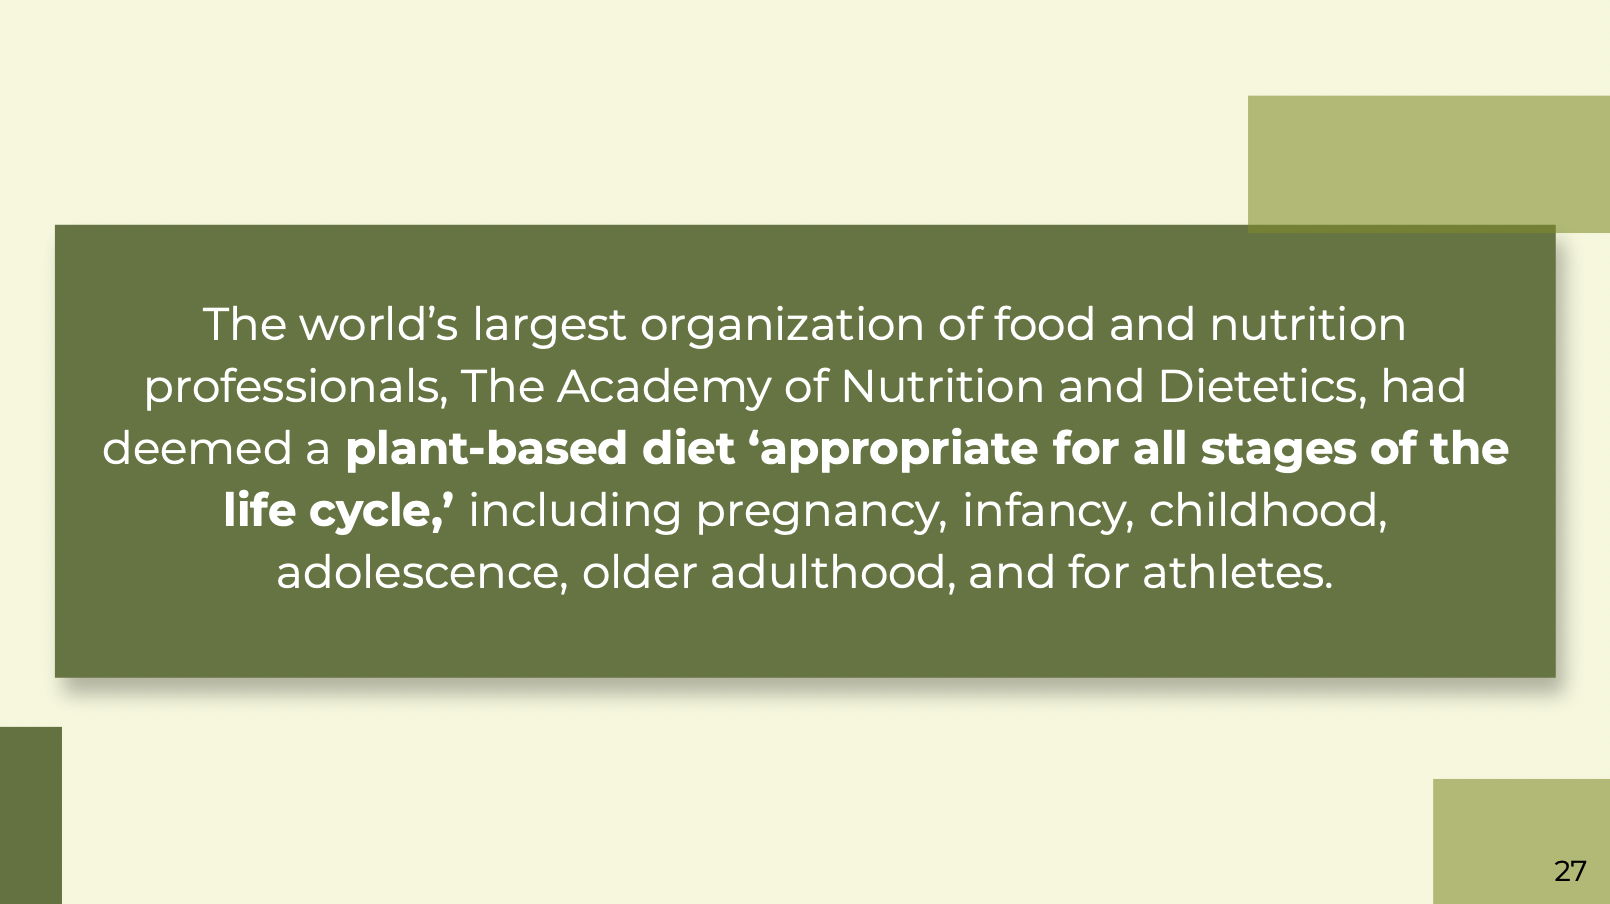 The world’s largest organization of food and nutrition
professionals, The Academy of Nutrition and Dietetics, had
deemed a plant-based diet ‘appropriate for all stages of the
life cycle,’ including pregnancy, infancy, childhood,
adolescence, older adulthood, and for athletes.
27